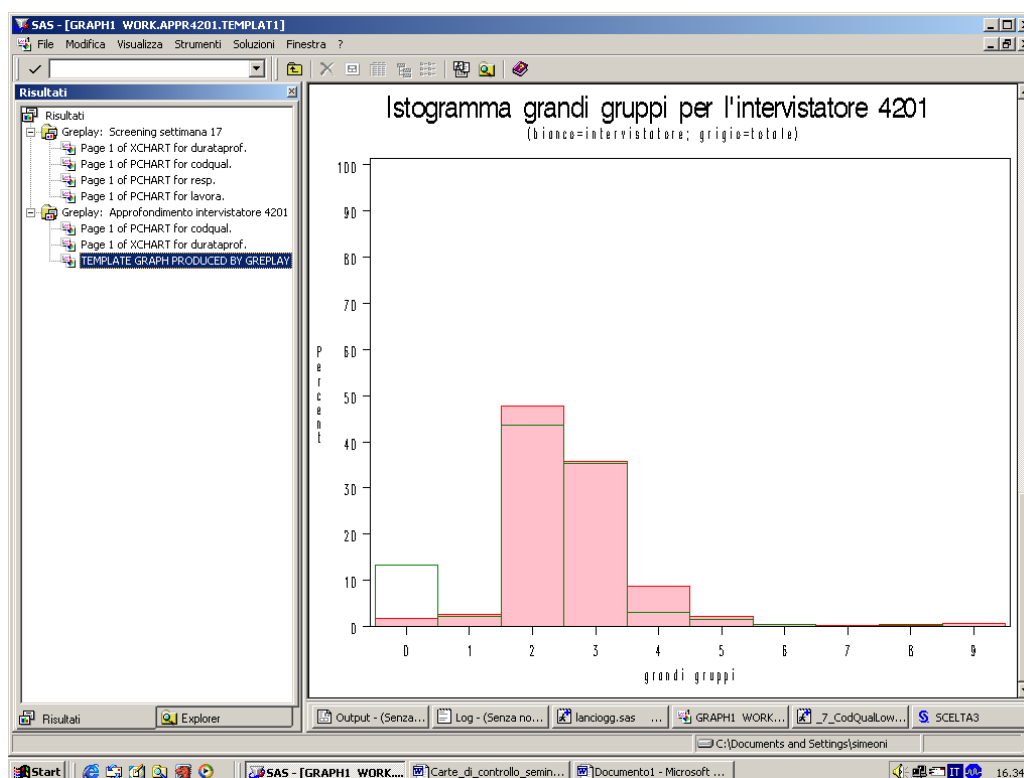 SAS - [GRAPH1 WORK.APPR4201.TEMPLAT1]
File Modifica Visualizza Strumenti Soluzioni Finestra ?
Risultati
Risultati
Greplay: Screening settimana 17
Page 1 of XCHART for durataprof.
Page 1 of PCHART for codqual.
Page 1 of PCHART for resp.
Page 1 of PCHART for lavora.
Greplay: Approfondimento intervistatore 4201
Page 1 of PCHART for codqual.
Page 1 of XCHART for durataprof.
TEMPLATE GRAPH PRODUCED BY GREPLAY
Istogramma grandi gruppi per l'intervistatore 4201
(bianco=intervistatore; grigio=totale)
Percent
100
90
80
70
60
50
40
30
20
10
0
0 1 2 3 4 5 6 7 8 9
grandi gruppi
Risultati Explorer
Output - (Senza... Log - (Senza no... lanciogg.sas ... GRAPH1 WORK... _7_CodQualLow... SCELTA3
C:\Documents and Settings\simeoni
Start SAS - [GRAPH1 WORK.... Carte_di_controllo_semin... Documento1 - Microsoft ... IT 16.34